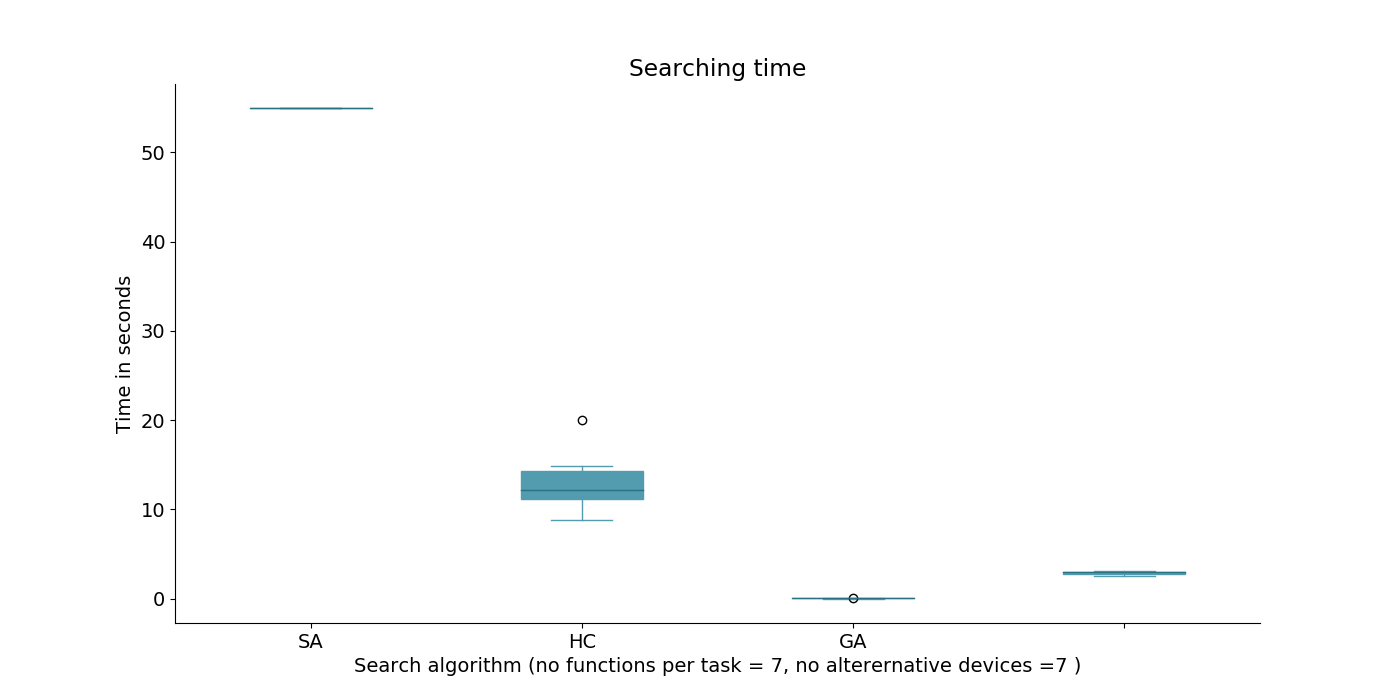 Searching time
50
40
30
20
10
0
Time in seconds
SA HC GA
Search algorithm (no functions per task = 7, no alterernative devices =7 )